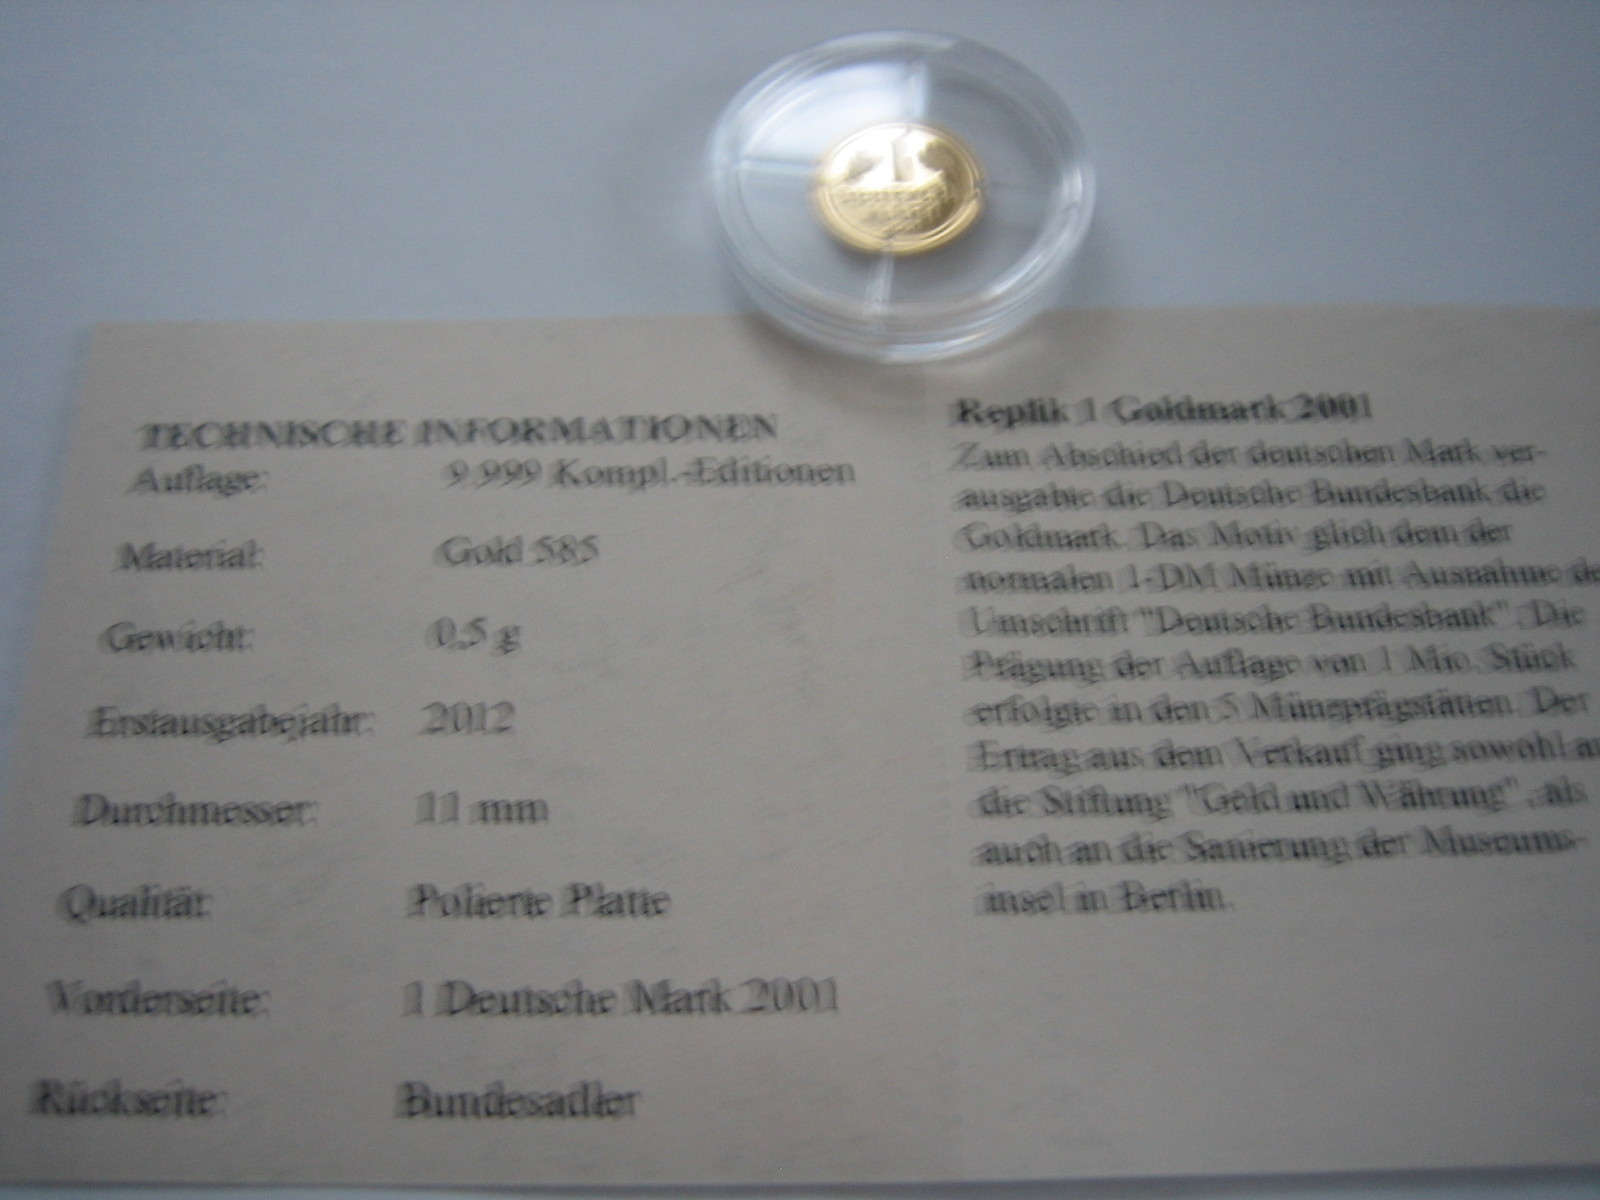 1
TECHNISCHE INFORMATIONEN
Auflage: 9.999 Kompl.-Editionen
Material: Gold 585
Gewicht: 0,5 g
Erstausgabejahr: 2012
Durchmesser: 11 mm
Qualität: Polierte Platte
Vorderseite: 1 Deutsche Mark 2001
Rückseite: Bundesadler
Replik 1 Goldmark 2001
Zum Abschied der deutschen Mark ver-
ausgabte die Deutsche Bundesbank die
Goldmark. Das Motiv glich dem der
normalen 1-DM Münze mit Ausnahme de
Umschrift "Deutsche Bundesbank". Die
Prägung der Auflage von 1 Mio. Stück
erfolgte in den 5 Münzprägstätten. Der
Ertrag aus dem Verkauf ging sowohl an
die Stiftung "Geld und Währung", als
auch an die Sanierung der Museums-
insel in Berlin.